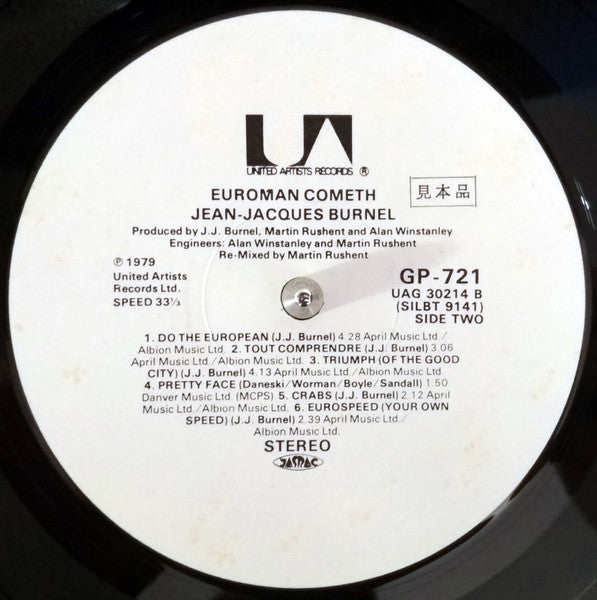 UA
UNITED ARTISTS RECORDS ®
EUROMAN COMETH
見本品
JEAN-JACQUES BURNEL
Produced by J.J. Burnel, Martin Rushent and Alan Winstanley
Engineers: Alan Winstanley and Martin Rushent
Re-Mixed by Martin Rushent
℗ 1979
United Artists
Records Ltd.
SPEED 33⅓
GP-721
UAG 30214 B
(SILBT 9141)
SIDE TWO
1. DO THE EUROPEAN (J.J. Burnel) 4.28 April Music Ltd./
Albion Music Ltd. 2. TOUT COMPRENDRE (J.J. Burnel) 3.06
April Music Ltd./Albion Music Ltd. 3. TRIUMPH (OF THE GOOD
CITY) (J.J. Burnel) 4.13 April Music Ltd./Albion Music Ltd.
4. PRETTY FACE (Daneski/Worman/Boyle/Sandall) 1.50
Danver Music Ltd. (MCPS) 5. CRABS (J.J. Burnel) 2.12 April
Music Ltd./Albion Music Ltd. 6. EUROSPEED (YOUR OWN
SPEED) (J.J. Burnel) 2.39 April Music Ltd./
Albion Music Ltd.
STEREO
JASRAC